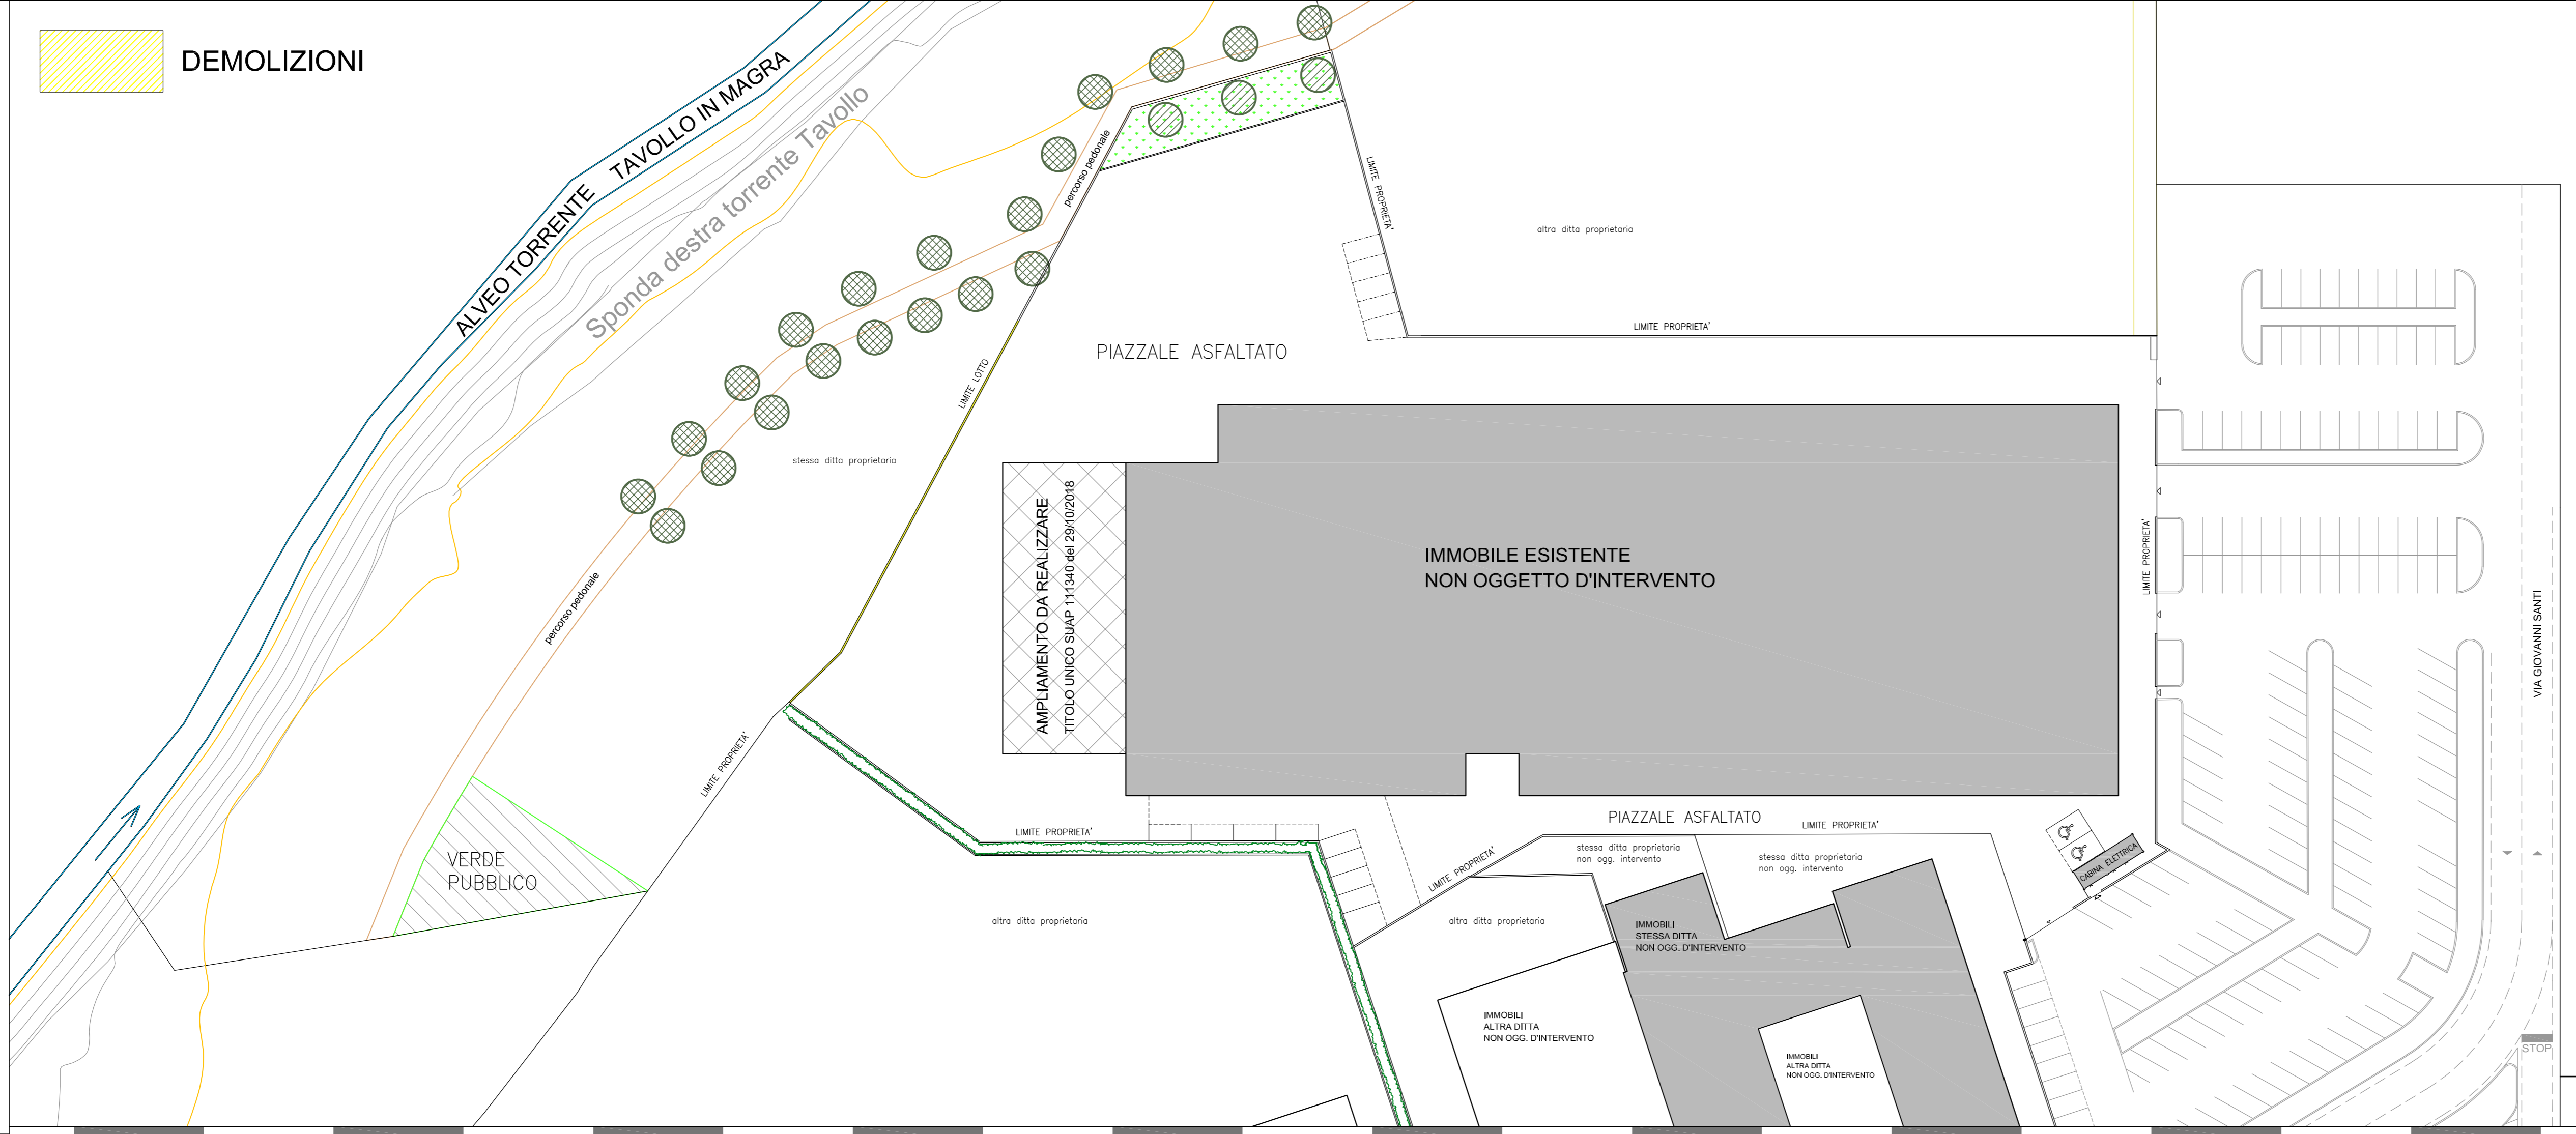 DEMOLIZIONI
ALVEO TORRENTE TAVOLLO IN MAGRA
Sponda destra torrente Tavollo
percorso pedonale
LIMITE PROPRIETA'
altra ditta proprietaria
LIMITE PROPRIETA'
PIAZZALE ASFALTATO
LIMITE LOTTO
stessa ditta proprietaria
AMPLIAMENTO DA REALIZZARE
TITOLO UNICO SUAP 111340 del 29/10/2018
IMMOBILE ESISTENTE
NON OGGETTO D'INTERVENTO
LIMITE PROPRIETA'
VIA GIOVANNI SANTI
percorso pedonale
LIMITE PROPRIETA'
VERDE
PUBBLICO
LIMITE PROPRIETA'
PIAZZALE ASFALTATO
LIMITE PROPRIETA'
LIMITE PROPRIETA'
stessa ditta proprietaria
non ogg. intervento
stessa ditta proprietaria
non ogg. intervento
CABINA ELETTRICA
altra ditta proprietaria
altra ditta proprietaria
IMMOBILI
STESSA DITTA
NON OGG. D'INTERVENTO
IMMOBILI
ALTRA DITTA
NON OGG. D'INTERVENTO
IMMOBILI
ALTRA DITTA
NON OGG. D'INTERVENTO
STOP